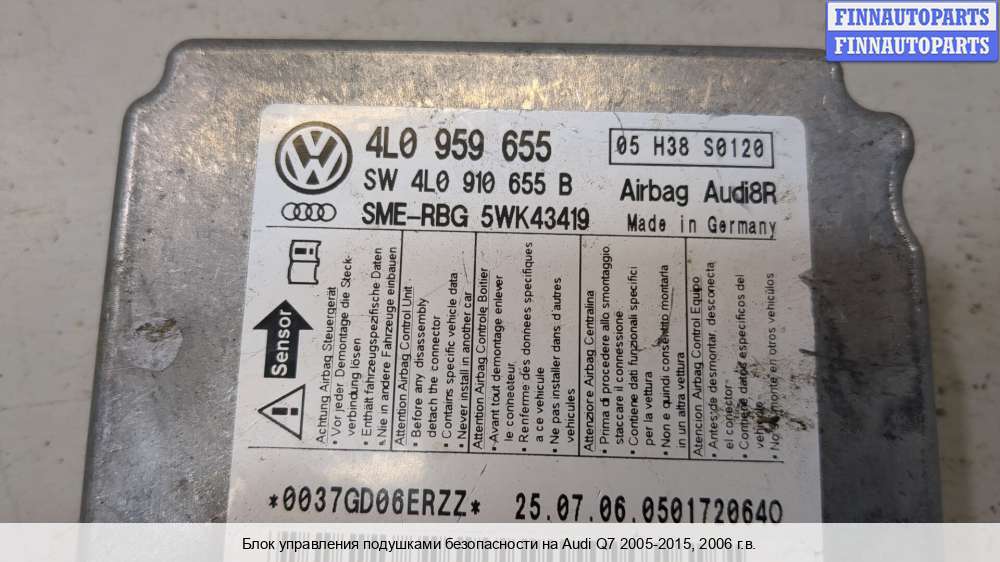 FINNAUTOPARTS
FINNAUTOPARTS
4L0 959 655
05 H38 S0120
SW 4L0 910 655 B
Airbag Audi8R
SME-RBG 5WK43419
Made in Germany
Sensor
Achtung Airbag Steuergerät
• Vor jeder Demontage die Steck-
verbindung lösen
• Enthält fahrzeugspezifische Daten
& Nie in andere Fahrzeuge einbauen
Attention Airbag Control Unit
• Before any disassembly
detach the connector
• Contains specific vehicle data
• Never install in another car
Attention Airbag Controle Boitier
• Avant tout demontage enlever
le connecteur.
• Renferme des données specifiques
a ce vehicule
• Ne pas installer dans d'autres
vehicules
Attenzione Airbag Centralina
• Prima di procedere allo smontaggio
staccare il connessione
• Contiene dati funzionali specifici
per la vettura
• Non e quindi consentito montarla
in un altra vettura
Atencion Airbag Control Equipo
• Antes de desmontar, desconecta
el conector
• Contiene datos especificos del
vehiculo
• No montare en otros vehiculos
*0037GD06ERZZ*
25.07.06.0501720640
Блок управления подушками безопасности на Audi Q7 2005-2015, 2006 г.в.